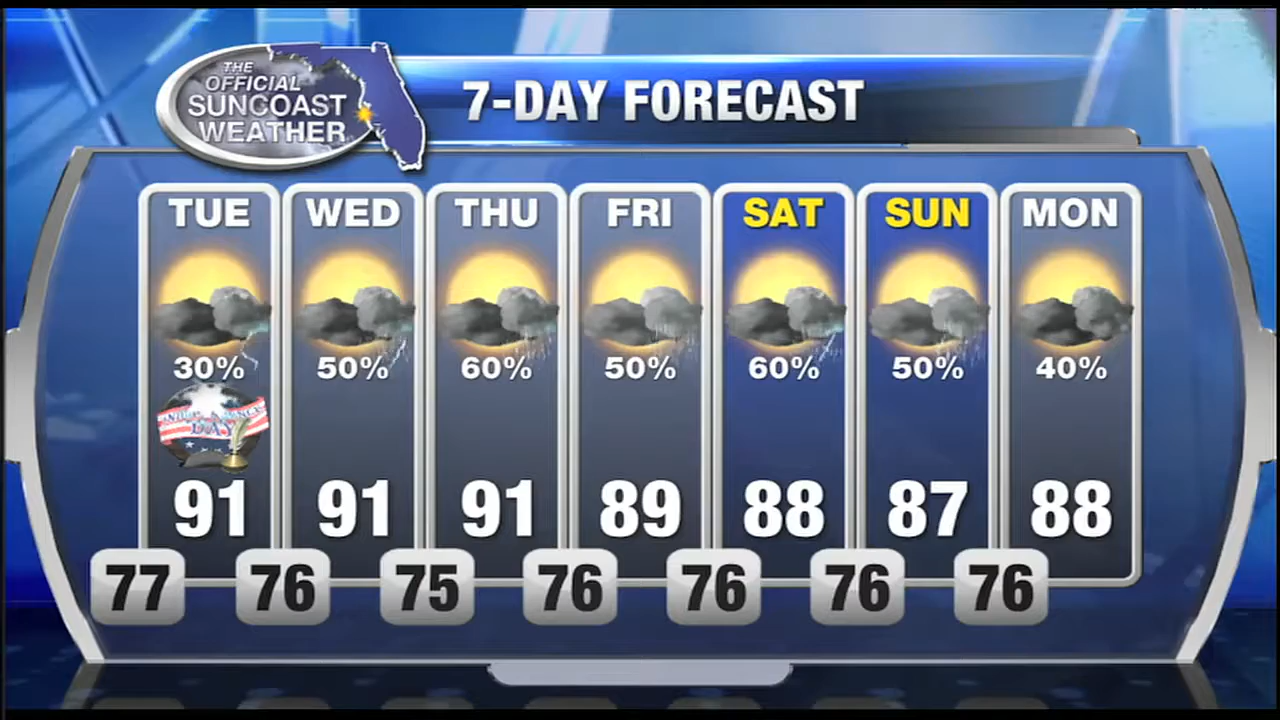 THE
OFFICIAL
SUNCOAST
WEATHER
7-DAY FORECAST
TUE WED THU FRI SAT SUN MON
30% 50% 60% 50% 60% 50% 40%
DAY
91 91 91 89 88 87 88
77 76 75 76 76 76 76